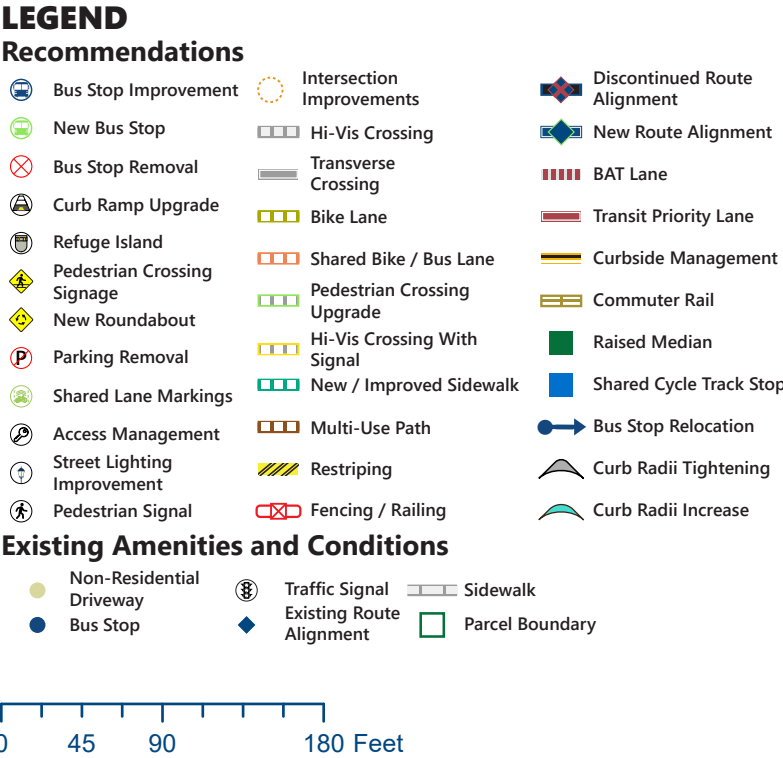 LEGEND
Recommendations
Bus Stop Improvement
New Bus Stop
Bus Stop Removal
Curb Ramp Upgrade
Refuge Island
Pedestrian Crossing
Signage
New Roundabout
Parking Removal
Shared Lane Markings
Access Management
Street Lighting
Improvement
Pedestrian Signal
Intersection
Improvements
Hi-Vis Crossing
Transverse
Crossing
Bike Lane
Shared Bike / Bus Lane
Pedestrian Crossing
Upgrade
Hi-Vis Crossing With
Signal
New / Improved Sidewalk
Multi-Use Path
Restriping
Fencing / Railing
Discontinued Route
Alignment
New Route Alignment
BAT Lane
Transit Priority Lane
Curbside Management
Commuter Rail
Raised Median
Shared Cycle Track Stop
Bus Stop Relocation
Curb Radii Tightening
Curb Radii Increase
Existing Amenities and Conditions
Non-Residential
Driveway
Bus Stop
Traffic Signal
Existing Route
Alignment
Sidewalk
Parcel Boundary
0 45 90 180 Feet